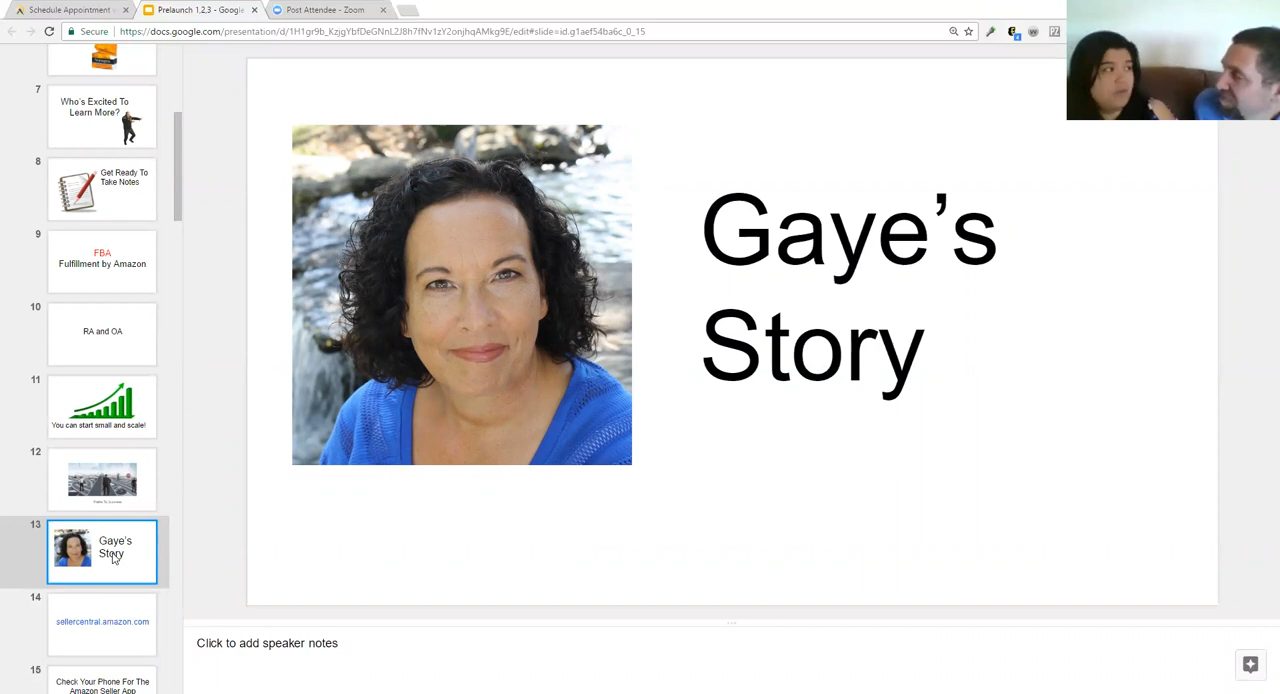 Schedule Appointment w
Prelaunch 1,2,3 - Google
Post Attendee - Zoom
Secure
https://docs.google.com/presentation/d/1H1gr9b_KzjgYbfDeGNnL2J8h7fNv1zY2onjhqAMkg9E/edit#slide=id.g1aef54ba6c_0_15
7
Who's Excited To
Learn More?
8
Get Ready To
Take Notes
9
FBA
Fulfillment by Amazon
10
RA and OA
11
You can start small and scale!
12
13
Gaye's
Story
14
sellercentral.amazon.com
15
Check Your Phone For The
Amazon Seller App
Gaye’s
Story
Click to add speaker notes